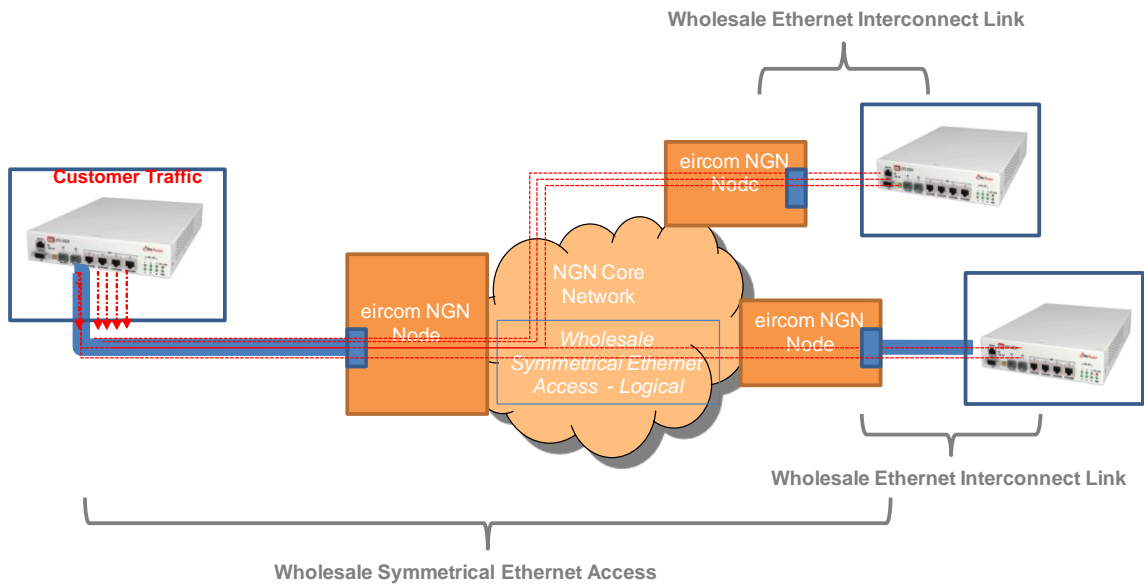 Wholesale Ethernet Interconnect Link
eircom NGN
Node
Customer Traffic
NGN Core
Network
eircom NGN
Node
eircom NGN
Node
Wholesale
Symmetrical Ethernet
Access - Logical
Wholesale Ethernet Interconnect Link
Wholesale Symmetrical Ethernet Access